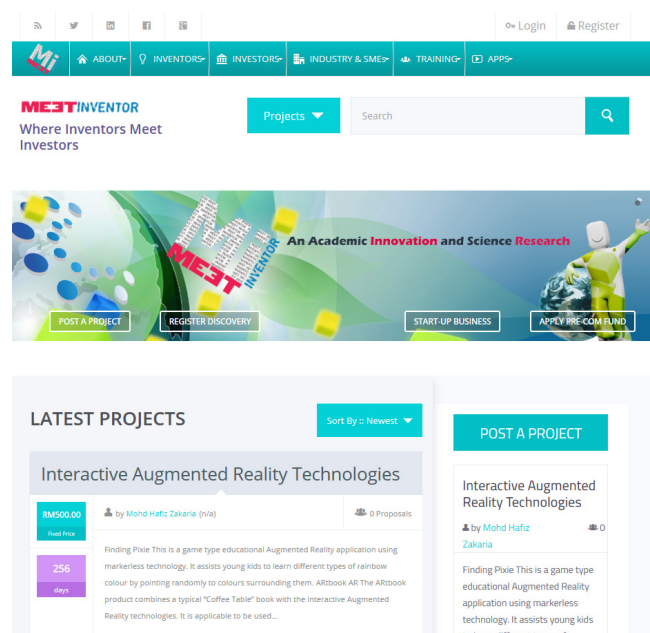 Login Register
Mi MEET ABOUT INVENTORS INVESTORS INDUSTRY & SMEs TRAINING APPS
MEETINVENTOR
Where Inventors Meet
Investors
Projects Search
Mi
MEET INVENTOR
An Academic Innovation and Science Research
POST A PROJECT REGISTER DISCOVERY START-UP BUSINESS APPLY PRE-COM FUND
LATEST PROJECTS
Sort By :: Newest
Interactive Augmented Reality Technologies
RM500.00
Fixed Price
by Mohd Hafiz Zakaria (n/a) 0 Proposals
256
days
Finding Pixie This is a game type educational Augmented Reality application using
markerless technology. It assists young kids to learn different types of rainbow
colour by pointing randomly to colours surrounding them. ARtbook AR The ARtbook
product combines a typical "Coffee Table" book with the interactive Augmented
Reality technologies. It is applicable to be used...
POST A PROJECT
Interactive Augmented
Reality Technologies
by Mohd Hafiz 0
Zakaria
Finding Pixie This is a game type
educational Augmented Reality
application using markerless
technology. It assists young kids